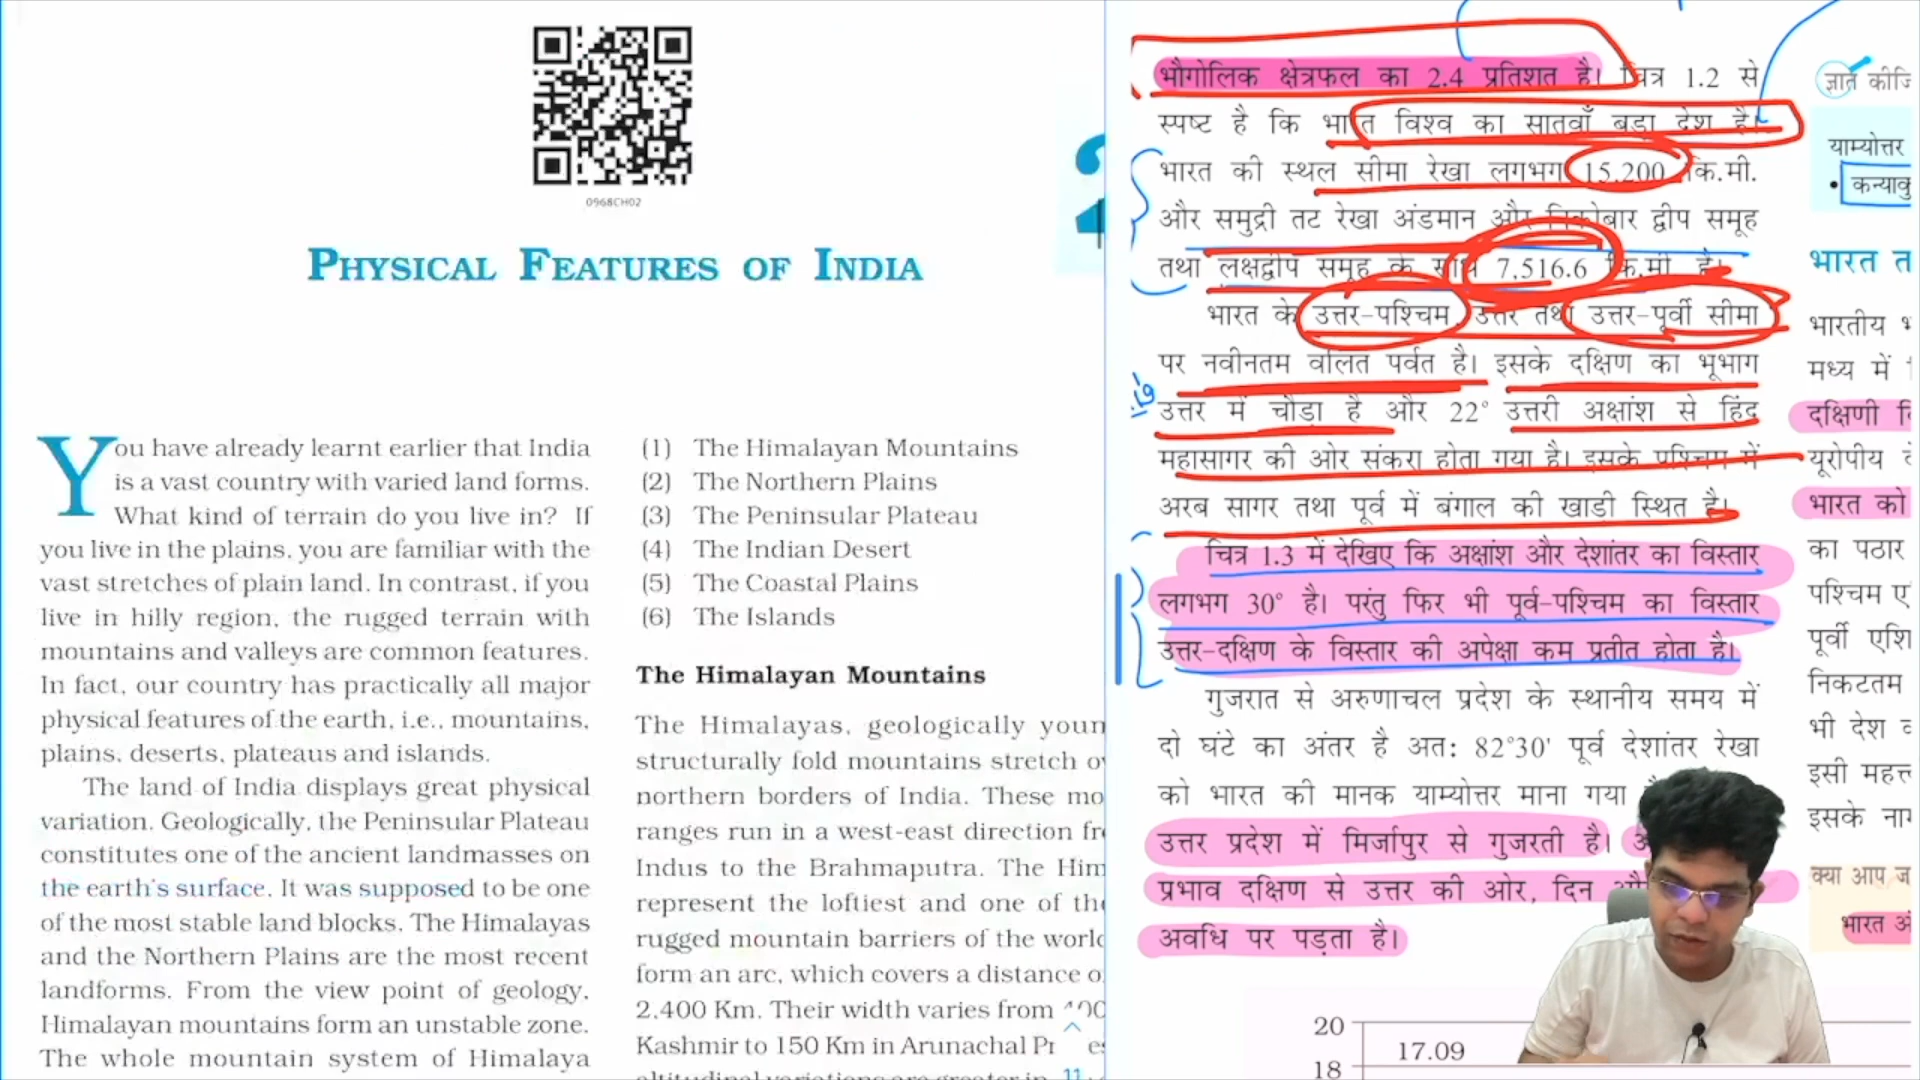 0968CH02
PHYSICAL FEATURES OF INDIA
You have already learnt earlier that India
is a vast country with varied land forms.
What kind of terrain do you live in? If
you live in the plains, you are familiar with the
vast stretches of plain land. In contrast, if you
live in hilly region, the rugged terrain with
mountains and valleys are common features.
In fact, our country has practically all major
physical features of the earth, i.e., mountains,
plains, deserts, plateaus and islands.
The land of India displays great physical
variation. Geologically, the Peninsular Plateau
constitutes one of the ancient landmasses on
the earth's surface. It was supposed to be one
of the most stable land blocks. The Himalayas
and the Northern Plains are the most recent
landforms. From the view point of geology,
Himalayan mountains form an unstable zone.
The whole mountain system of Himalaya
(1) The Himalayan Mountains
(2) The Northern Plains
(3) The Peninsular Plateau
(4) The Indian Desert
(5) The Coastal Plains
(6) The Islands
The Himalayan Mountains
The Himalayas, geologically youn
structurally fold mountains stretch ov
northern borders of India. These mo
ranges run in a west-east direction fr
Indus to the Brahmaputra. The Him
represent the loftiest and one of the
rugged mountain barriers of the world
form an arc, which covers a distance o
2,400 Km. Their width varies from 400
Kashmir to 150 Km in Arunachal Pr
altitudinal variations are greater in
11
भौगोलिक क्षेत्रफल का 2.4 प्रतिशत है। चित्र 1.2 से
स्पष्ट है कि भारत विश्व का सातवाँ बड़ा देश है।
भारत की स्थल सीमा रेखा लगभग 15,200 कि.मी.
और समुद्री तट रेखा अंडमान और निकोबार द्वीप समूह
तथा लक्षद्वीप समूह के साथ 7,516.6 कि.मी है।
भारत के उत्तर-पश्चिम, उत्तर तथा उत्तर-पूर्वी सीमा
पर नवीनतम वलित पर्वत है। इसके दक्षिण का भूभाग
उत्तर में चौड़ा है और 22° उत्तरी अक्षांश से हिंद
महासागर की ओर संकरा होता गया है। इसके पश्चिम में
अरब सागर तथा पूर्व में बंगाल की खाड़ी स्थित है।
चित्र 1.3 में देखिए कि अक्षांश और देशांतर का विस्तार
लगभग 30° है। परंतु फिर भी पूर्व-पश्चिम का विस्तार
उत्तर-दक्षिण के विस्तार की अपेक्षा कम प्रतीत होता है।
गुजरात से अरुणाचल प्रदेश के स्थानीय समय में
दो घंटे का अंतर है अतः 82°30' पूर्व देशांतर रेखा
को भारत की मानक याम्योत्तर माना गया
उत्तर प्रदेश में मिर्जापुर से गुजरती है।
प्रभाव दक्षिण से उत्तर की ओर, दिन
अवधि पर पड़ता है।
20
17.09
18
ज्ञात कीजि
याम्योत्तर
• कन्याकु
भारत त
भारतीय भ
मध्य में
दक्षिणी
यूरोपीय
भारत को
का पठार
पश्चिम ए
पूर्वी एशि
निकटतम
भी देश
इसी महत्त
इसके ना
क्या आप ज
भारत अं